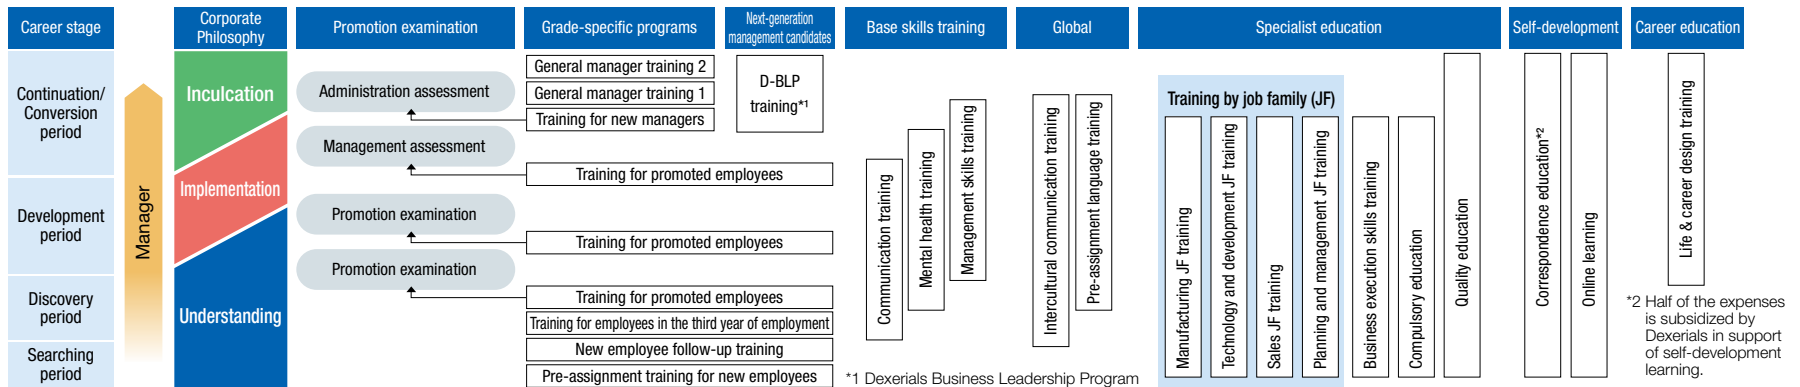 Career stage
Corporate
Philosophy
Promotion examination
Grade-specific programs
Next-generation
management candidates
Base skills training
Global
Specialist education
Self-development
Career education
Continuation/
Conversion
period
Development
period
Discovery
period
Searching
period
Manager
Inculcation
Implementation
Understanding
Administration assessment
Management assessment
Promotion examination
Promotion examination
General manager training 2
General manager training 1
Training for new managers
Training for promoted employees
Training for promoted employees
Training for promoted employees
Training for employees in the third year of employment
New employee follow-up training
Pre-assignment training for new employees
D-BLP
training*1
Communication training
Mental health training
Management skills training
*1 Dexerials Business Leadership Program
Intercultural communication training
Pre-assignment language training
Training by job family (JF)
Manufacturing JF training
Technology and development JF training
Sales JF training
Planning and management JF training
Business execution skills training
Compulsory education
Quality education
Correspondence education*2
Online learning
Life & career design training
*2 Half of the expenses
is subsidized by
Dexerials in support
of self-development
learning.